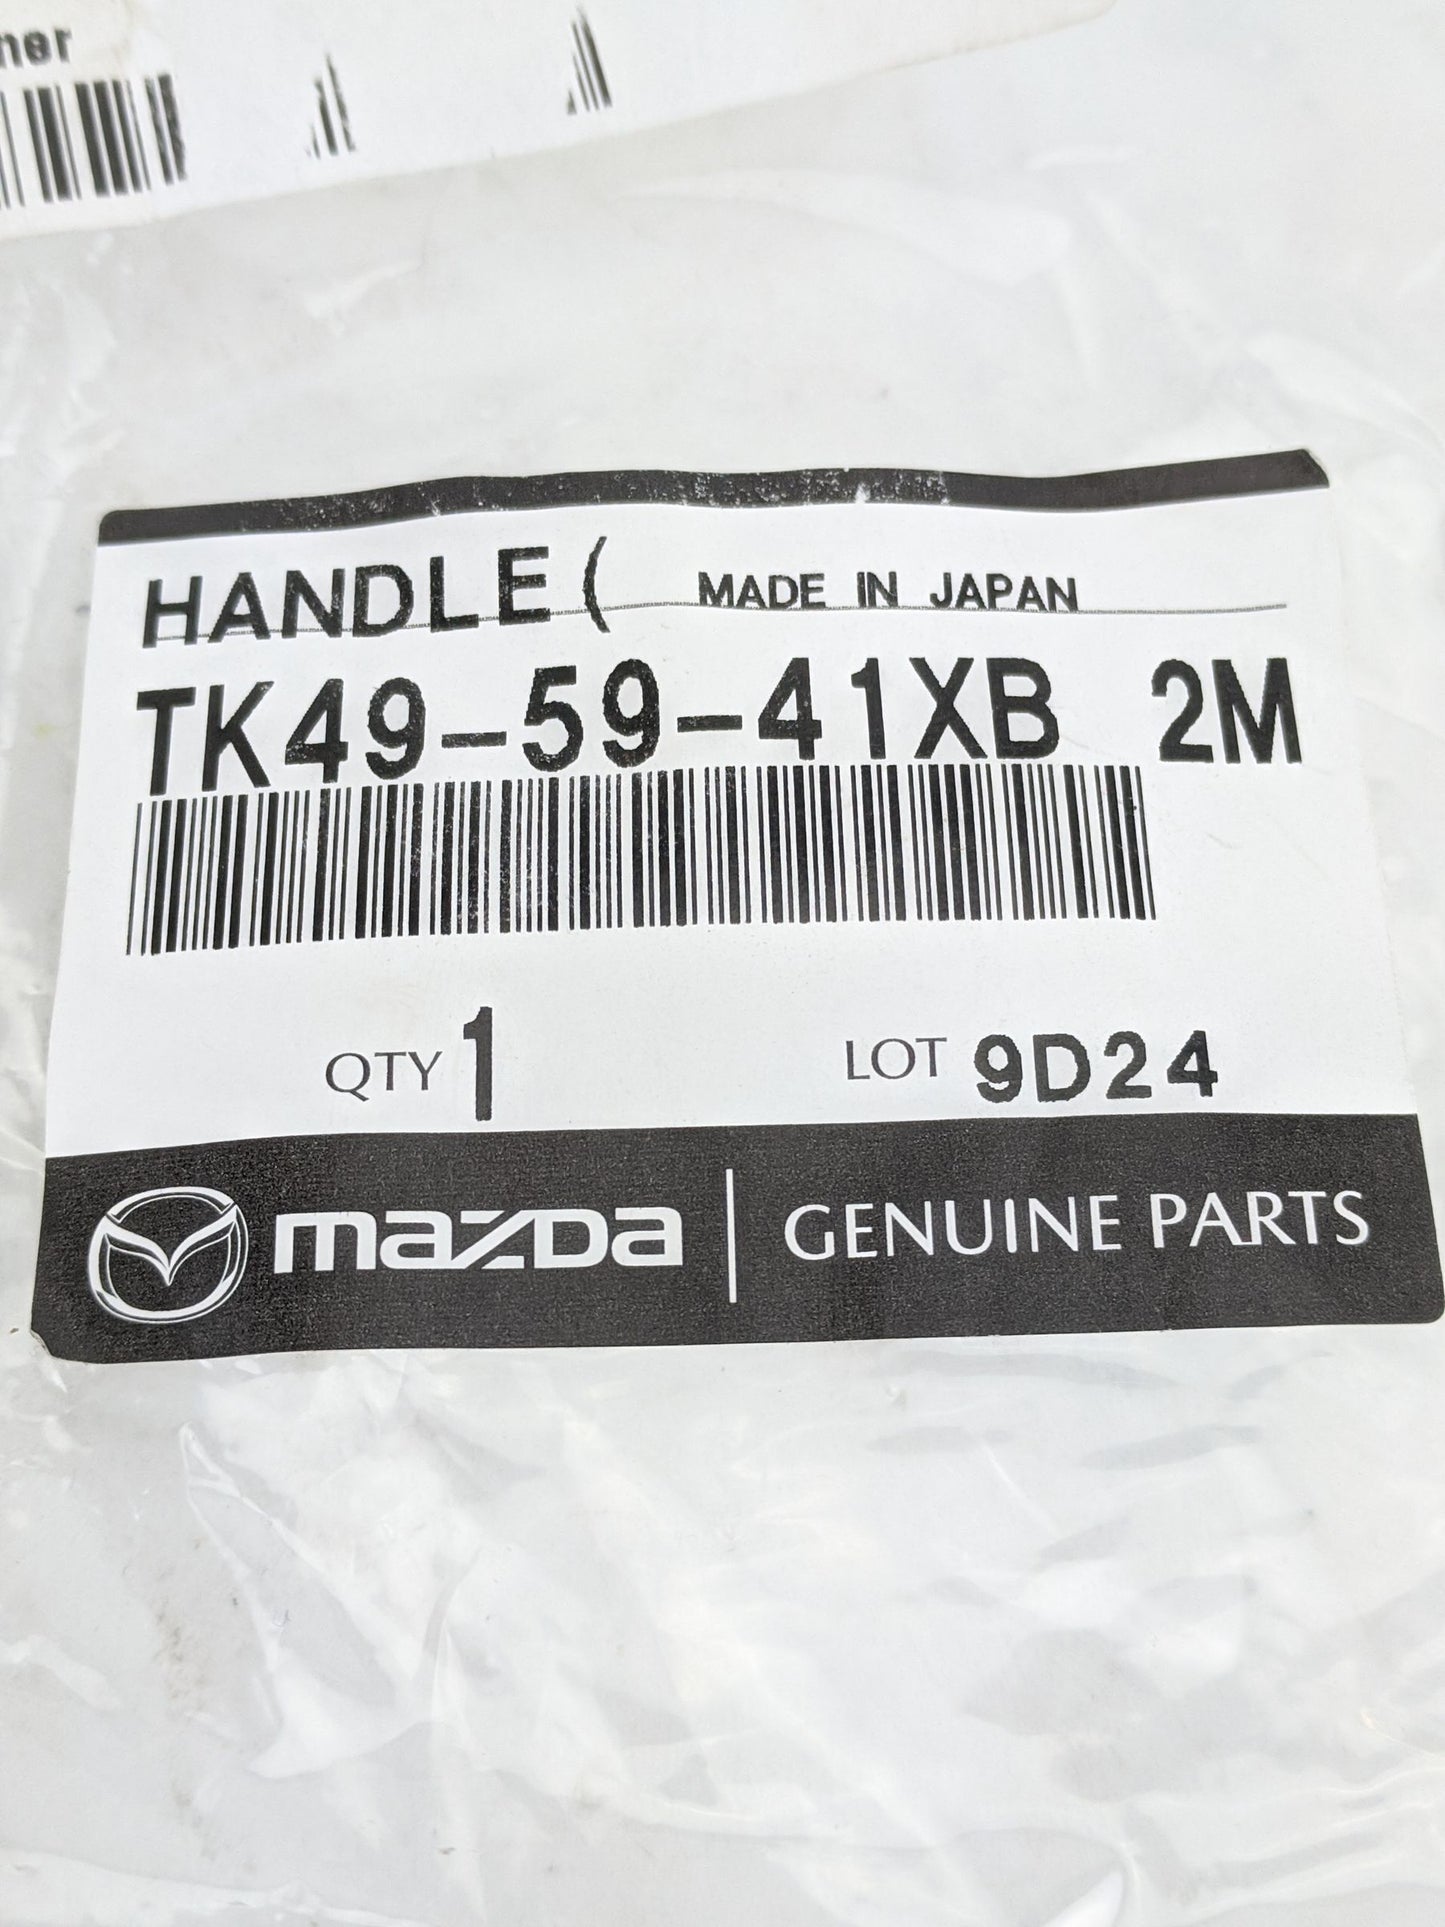 HANDLE ( MADE IN JAPAN
TK49-59-41XB 2M
QTY 1 LOT 9D24
mazda | GENUINE PARTS